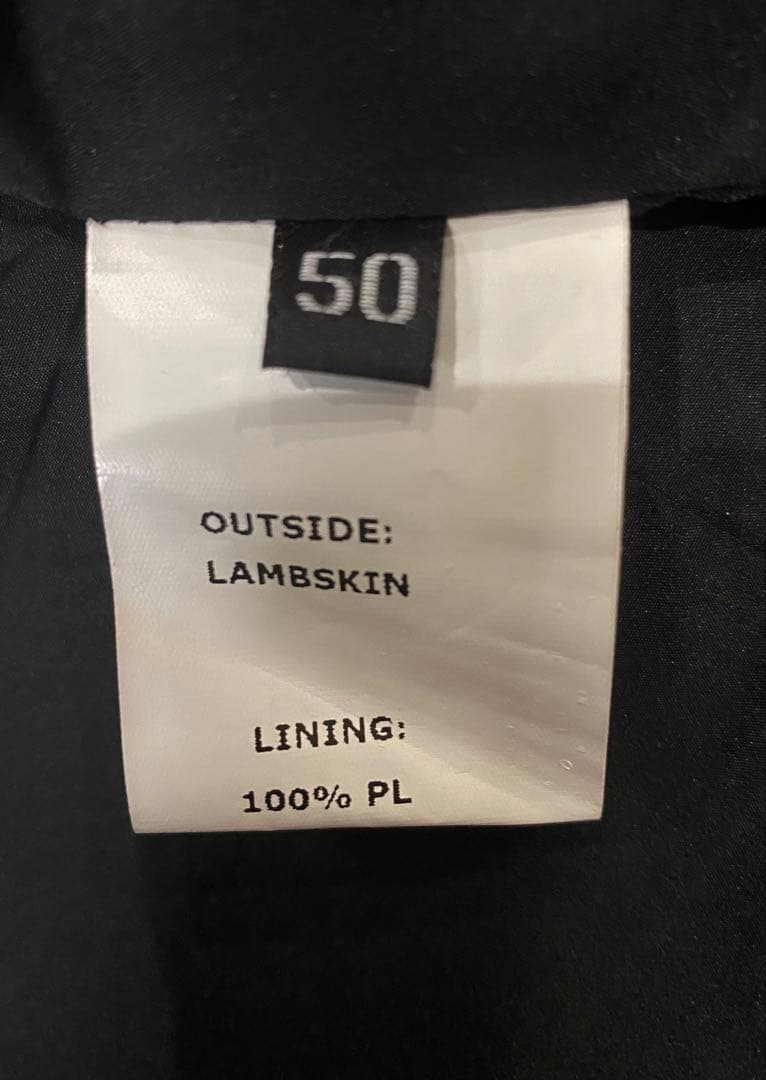 50
OUTSIDE:
LAMBSKIN
LINING:
100% PL